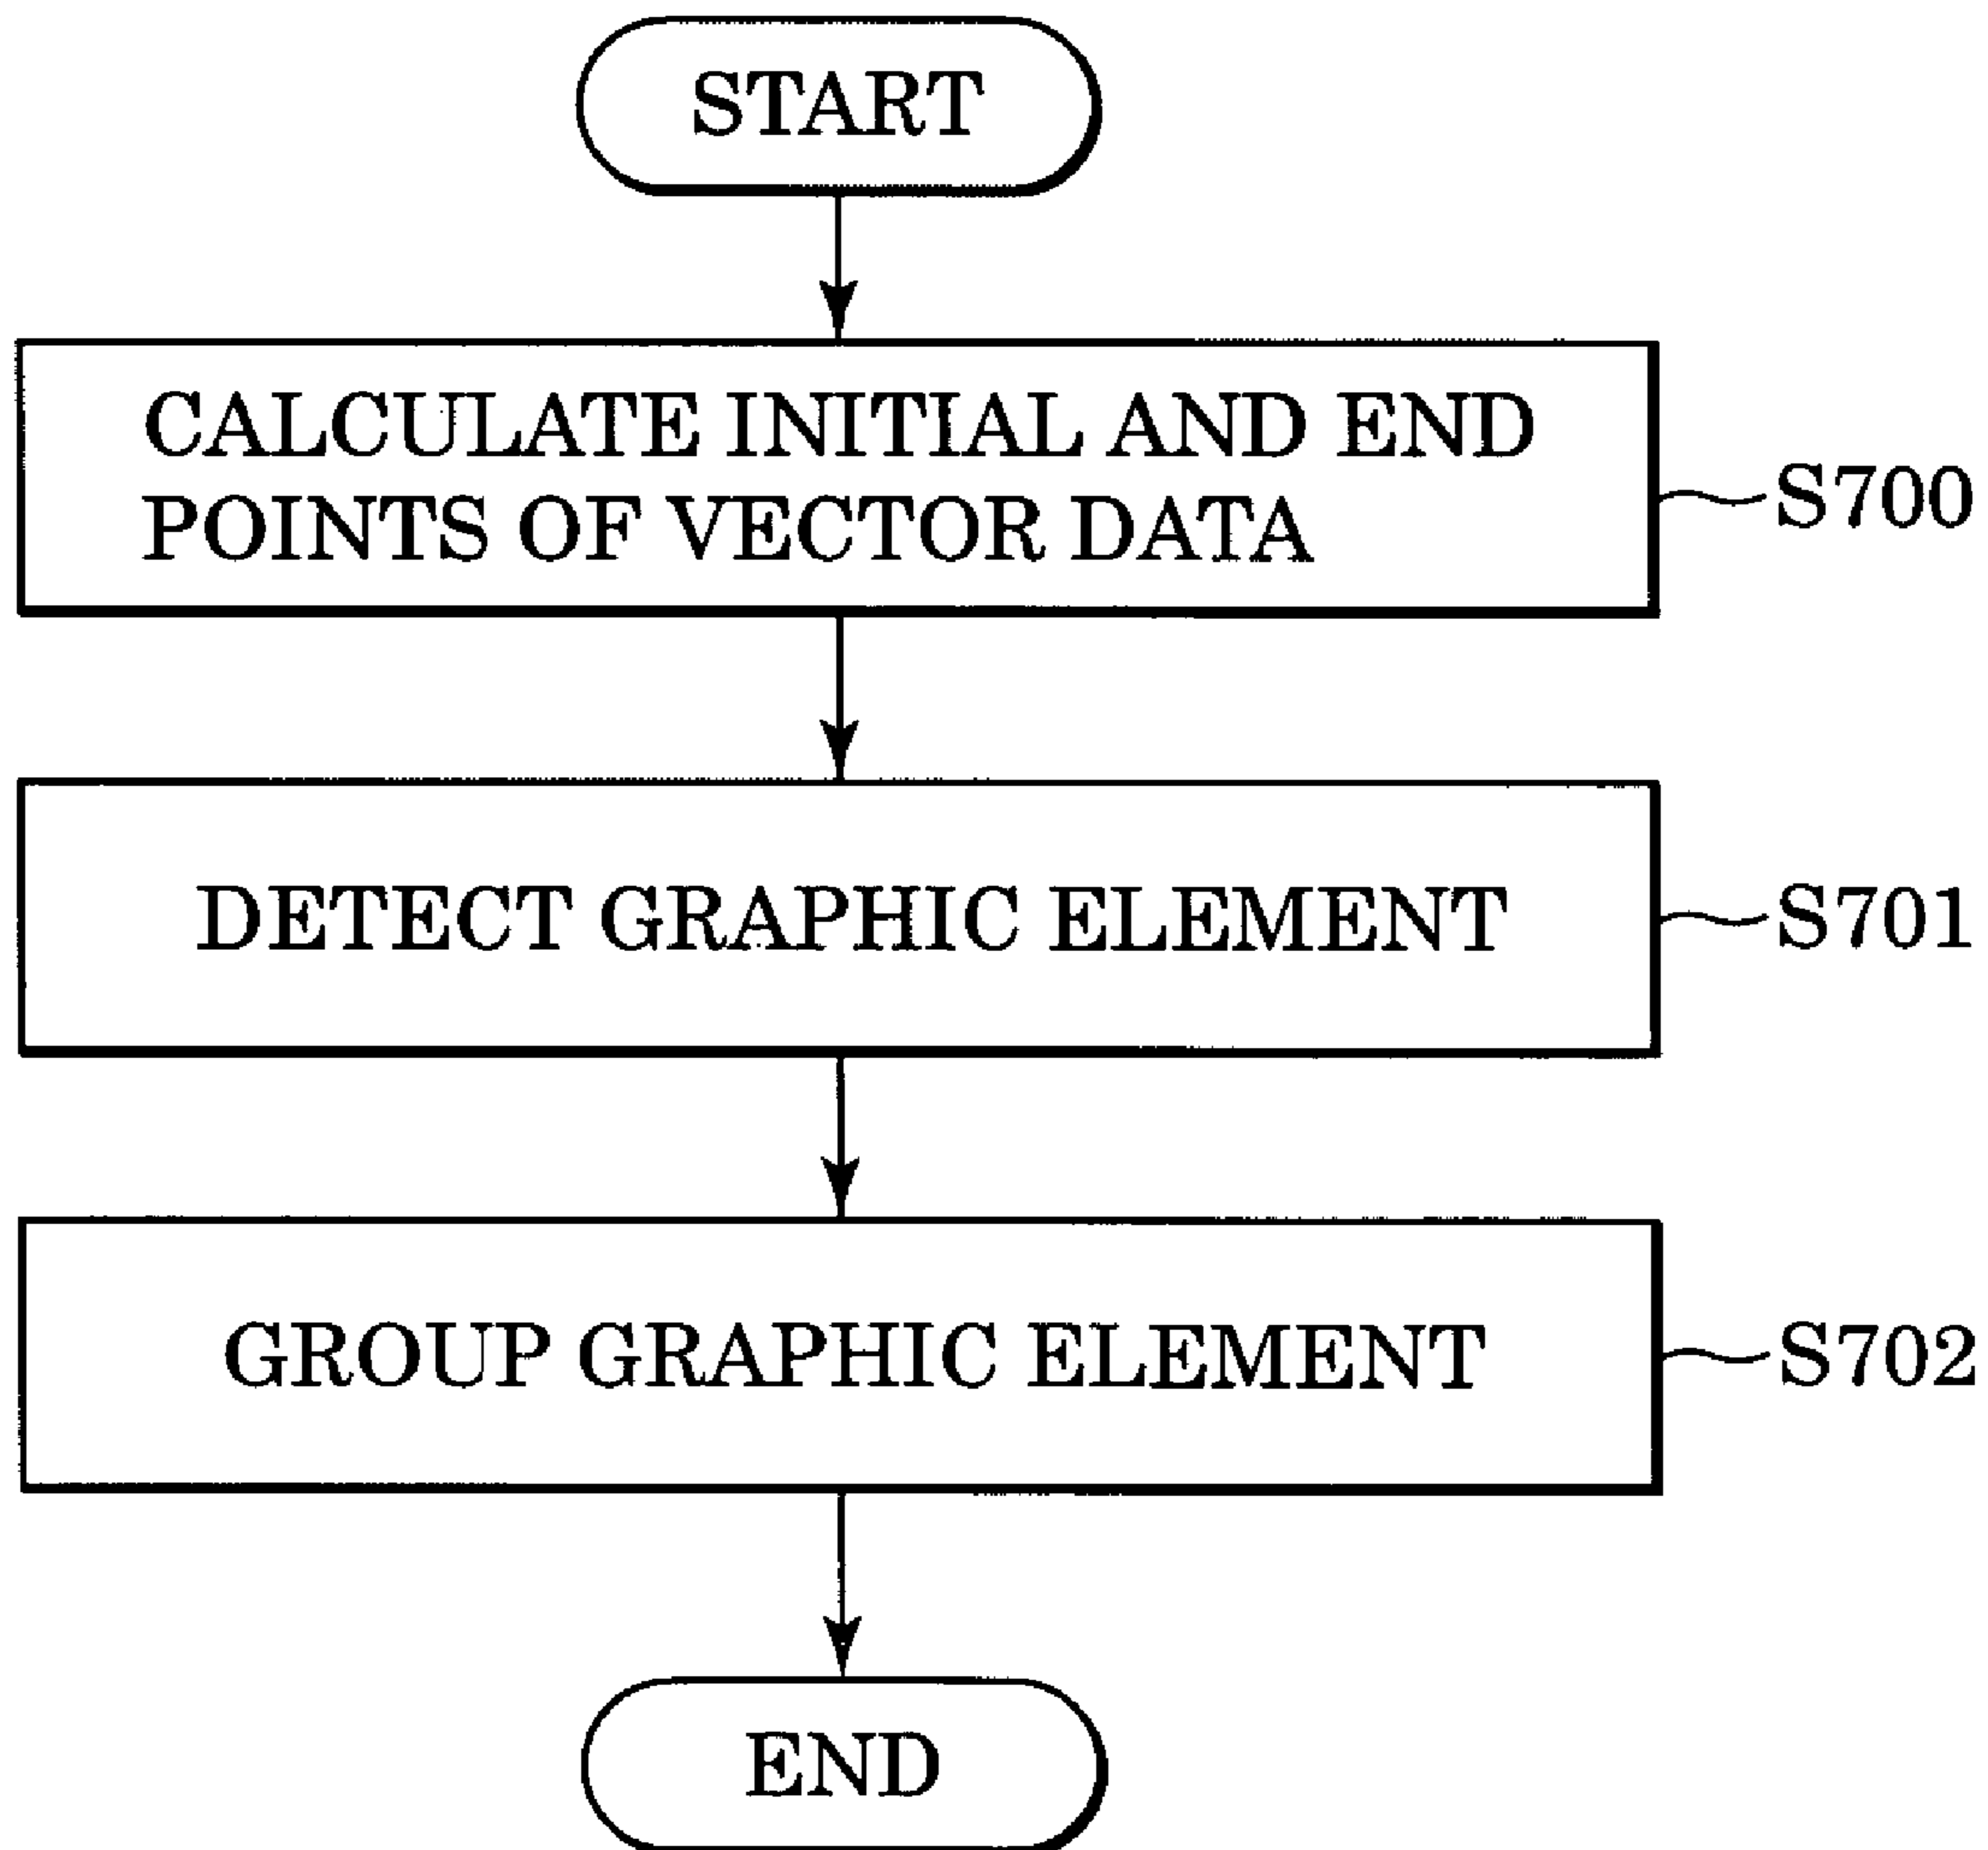 START
CALCULATE INITIAL AND END
POINTS OF VECTOR DATA
S700
DETECT GRAPHIC ELEMENT
S701
GROUP GRAPHIC ELEMENT
S702
END